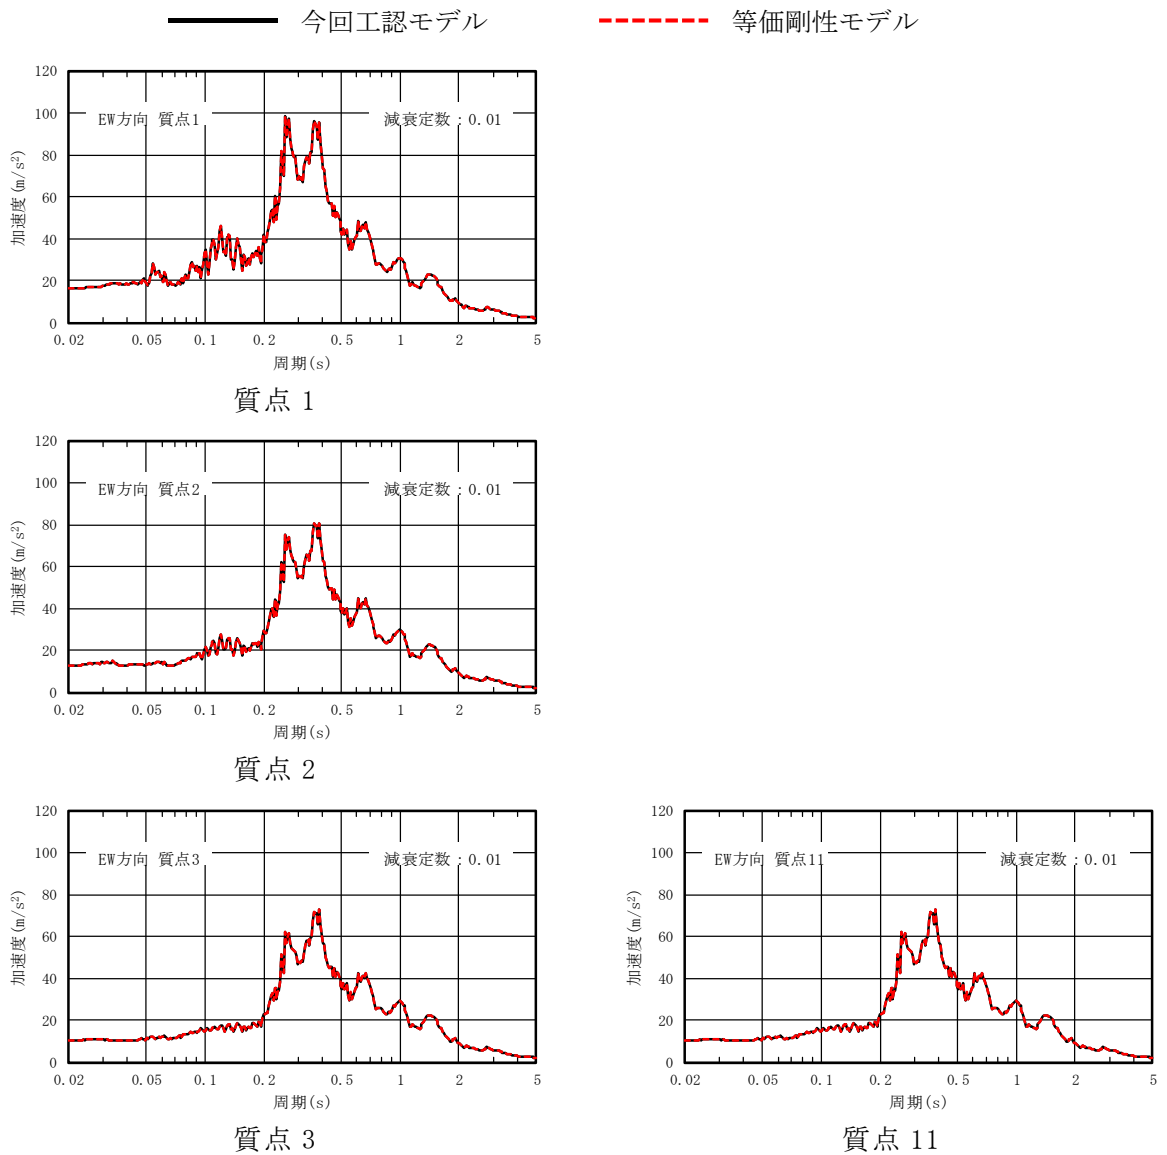 今回工認モデル 等価剛性モデル
120
100
80
60
40
20
0
加速度(m/s²)
EW方向 質点1 減衰定数：0.01
0.02 0.05 0.1 0.2 0.5 1 2 5
周期(s)
質点 1
120
100
80
60
40
20
0
加速度(m/s²)
EW方向 質点2 減衰定数：0.01
0.02 0.05 0.1 0.2 0.5 1 2 5
周期(s)
質点 2
120
100
80
60
40
20
0
加速度(m/s²)
EW方向 質点3 減衰定数：0.01
0.02 0.05 0.1 0.2 0.5 1 2 5
周期(s)
質点 3
120
100
80
60
40
20
0
加速度(m/s²)
EW方向 質点11 減衰定数：0.01
0.02 0.05 0.1 0.2 0.5 1 2 5
周期(s)
質点 11